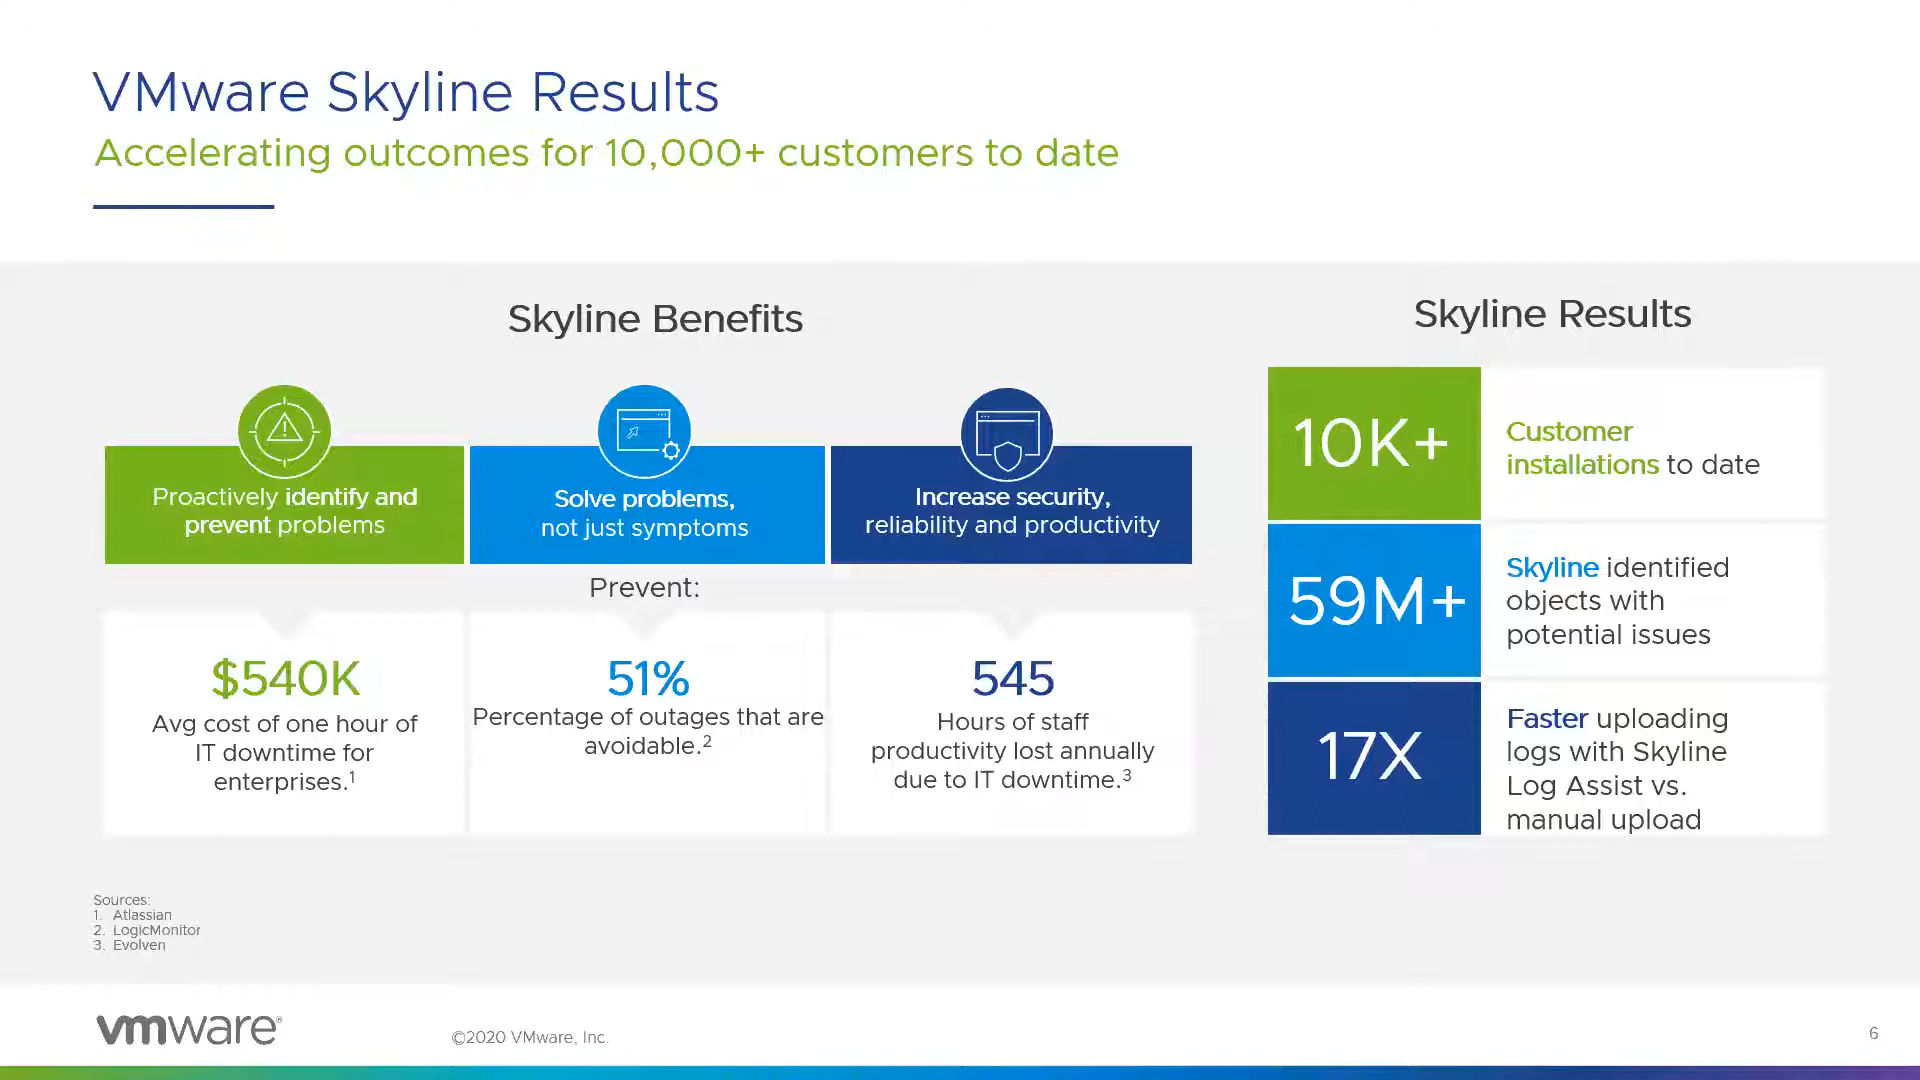 VMware Skyline Results
Accelerating outcomes for 10,000+ customers to date
Skyline Benefits
Proactively identify and
prevent problems
Solve problems,
not just symptoms
Increase security,
reliability and productivity
Prevent:
$540K
Avg cost of one hour of
IT downtime for
enterprises.¹
51%
Percentage of outages that are
avoidable.²
545
Hours of staff
productivity lost annually
due to IT downtime.³
Skyline Results
10K+
Customer
installations to date
59M+
Skyline identified
objects with
potential issues
17X
Faster uploading
logs with Skyline
Log Assist vs.
manual upload
Sources:
1. Atlassian
2. LogicMonitor
3. Evolven
vmware®
©2020 VMware, Inc.
6